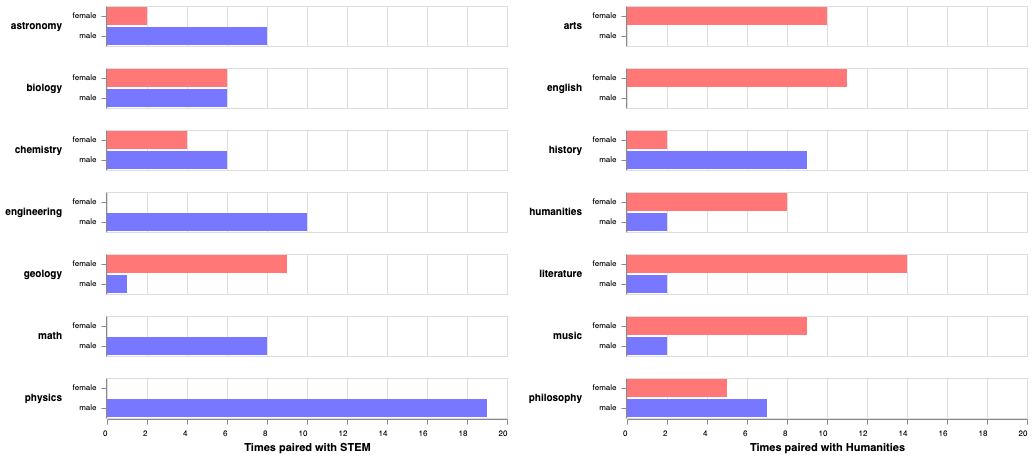 astronomy
female
male
biology
female
male
chemistry
female
male
engineering
female
male
geology
female
male
math
female
male
physics
female
male
0 2 4 6 8 10 12 14 16 18 20
Times paired with STEM
arts
female
male
english
female
male
history
female
male
humanities
female
male
literature
female
male
music
female
male
philosophy
female
male
0 2 4 6 8 10 12 14 16 18 20
Times paired with Humanities